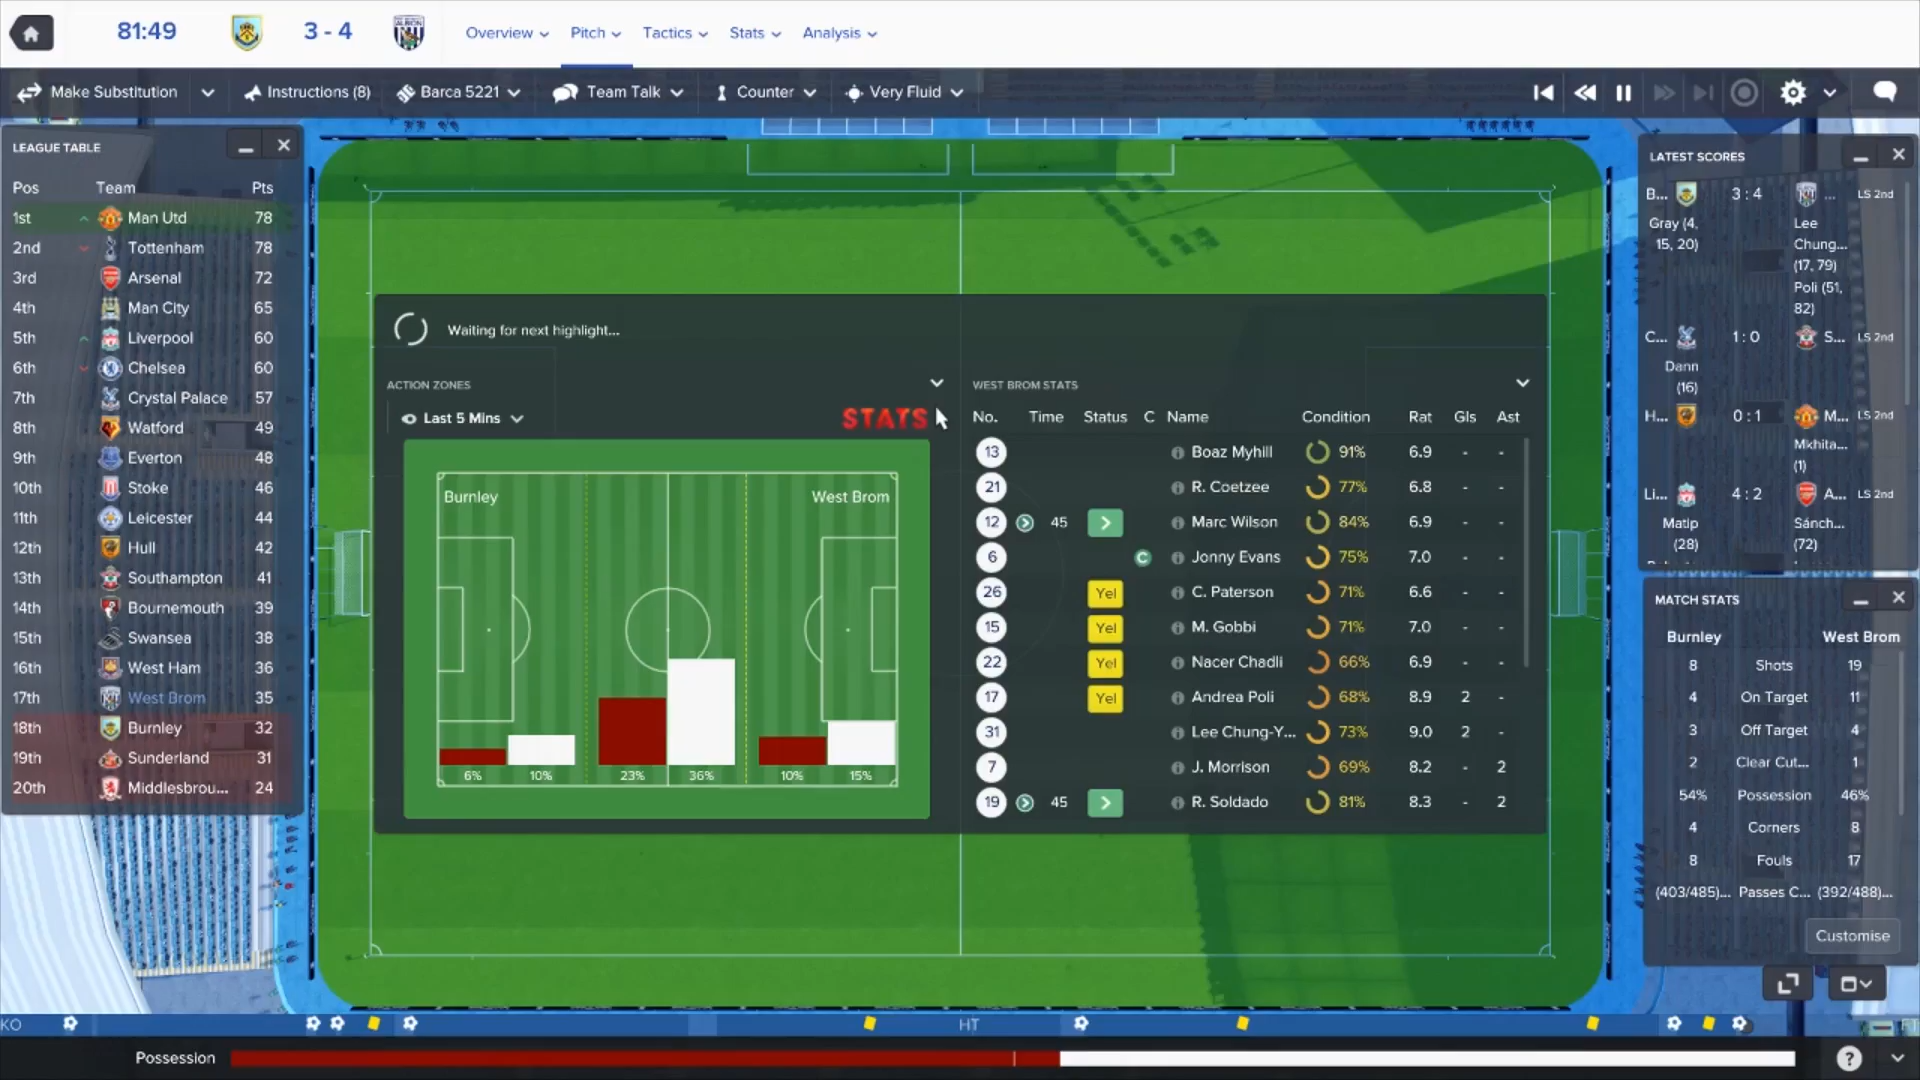 81:49 3 - 4 Overview Pitch Tactics Stats Analysis
Make Substitution Instructions (8) Barca 5221 Team Talk Counter Very Fluid
LEAGUE TABLE
Pos Team Pts
1st Man Utd 78
2nd Tottenham 78
3rd Arsenal 72
4th Man City 65
5th Liverpool 60
6th Chelsea 60
7th Crystal Palace 57
8th Watford 49
9th Everton 48
10th Stoke 46
11th Leicester 44
12th Hull 42
13th Southampton 41
14th Bournemouth 39
15th Swansea 38
16th West Ham 36
17th West Brom 35
18th Burnley 32
19th Sunderland 31
20th Middlesbrou... 24
Waiting for next highlight...
ACTION ZONES
Last 5 Mins
STATS
Burnley West Brom
6% 10% 23% 36% 10% 15%
WEST BROM STATS
No. Time Status C Name Condition Rat Gls Ast
13 Boaz Myhill 91% 6.9 - -
21 R. Coetzee 77% 6.8 - -
12 45 Marc Wilson 84% 6.9 - -
6 C Jonny Evans 75% 7.0 - -
26 Yel C. Paterson 71% 6.6 - -
15 Yel M. Gobbi 71% 7.0 - -
22 Yel Nacer Chadli 66% 6.9 - -
17 Yel Andrea Poli 68% 8.9 2 -
31 Lee Chung-Y... 73% 9.0 2 -
7 J. Morrison 69% 8.2 - 2
19 45 R. Soldado 81% 8.3 - 2
LATEST SCORES
B... 3 : 4 ... LS 2nd
Gray (4, 15, 20)
Lee Chung... (17, 79)
Poli (51, 82)
C... 1 : 0 S... LS 2nd
Dann (16)
H... 0 : 1 M... LS 2nd
Mkhita... (1)
Li... 4 : 2 A... LS 2nd
Matip (28)
Sánch... (72)
MATCH STATS
Burnley West Brom
8 Shots 19
4 On Target 11
3 Off Target 4
2 Clear Cut... 1
54% Possession 46%
4 Corners 8
8 Fouls 17
(403/485)... Passes C... (392/488)...
Customise
KO HT
Possession
?